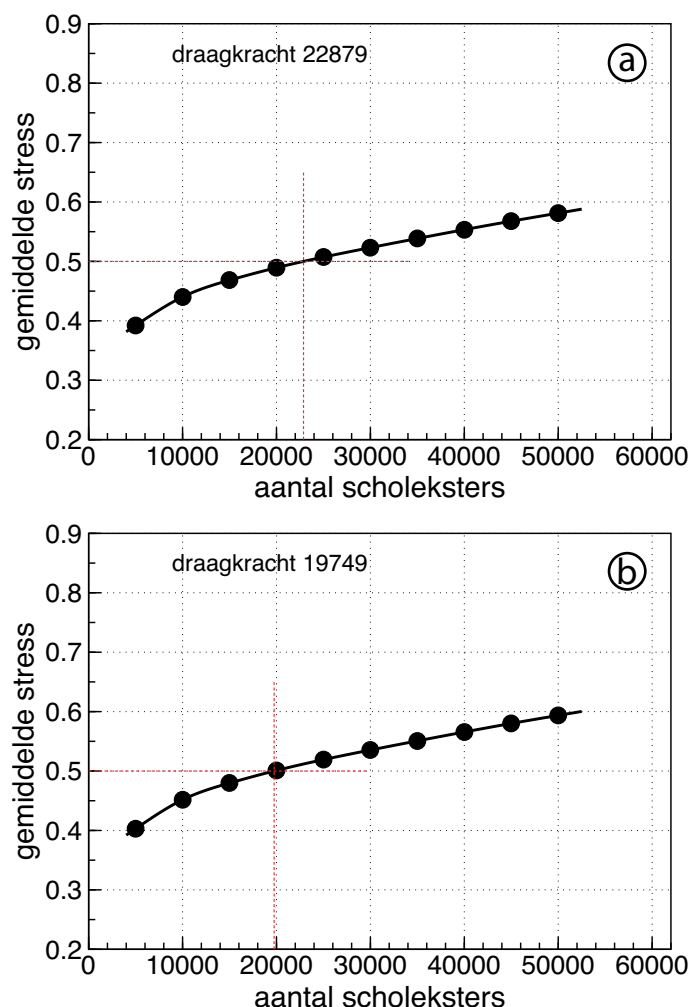 draagkracht 22879
a
gemiddelde stress
0.9
0.8
0.7
0.6
0.5
0.4
0.3
0.2
0 10000 20000 30000 40000 50000 60000
aantal scholeksters
draagkracht 19749
b
gemiddelde stress
0.9
0.8
0.7
0.6
0.5
0.4
0.3
0.2
0 10000 20000 30000 40000 50000 60000
aantal scholeksters